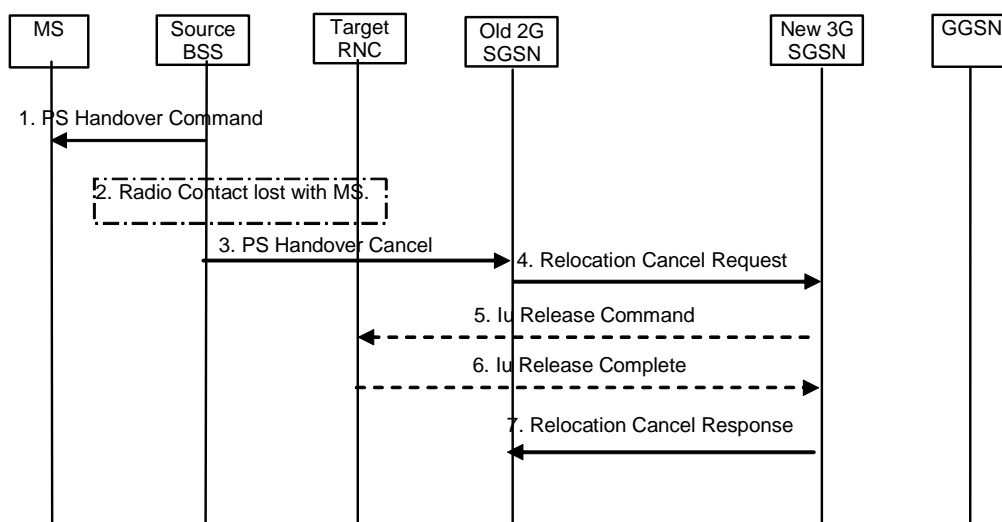 MS
Source
BSS
Target
RNC
Old 2G
SGSN
New 3G
SGSN
GGSN
1. PS Handover Command
2. Radio Contact lost with MS.
3. PS Handover Cancel
4. Relocation Cancel Request
5. Iu Release Command
6. Iu Release Complete
7. Relocation Cancel Response